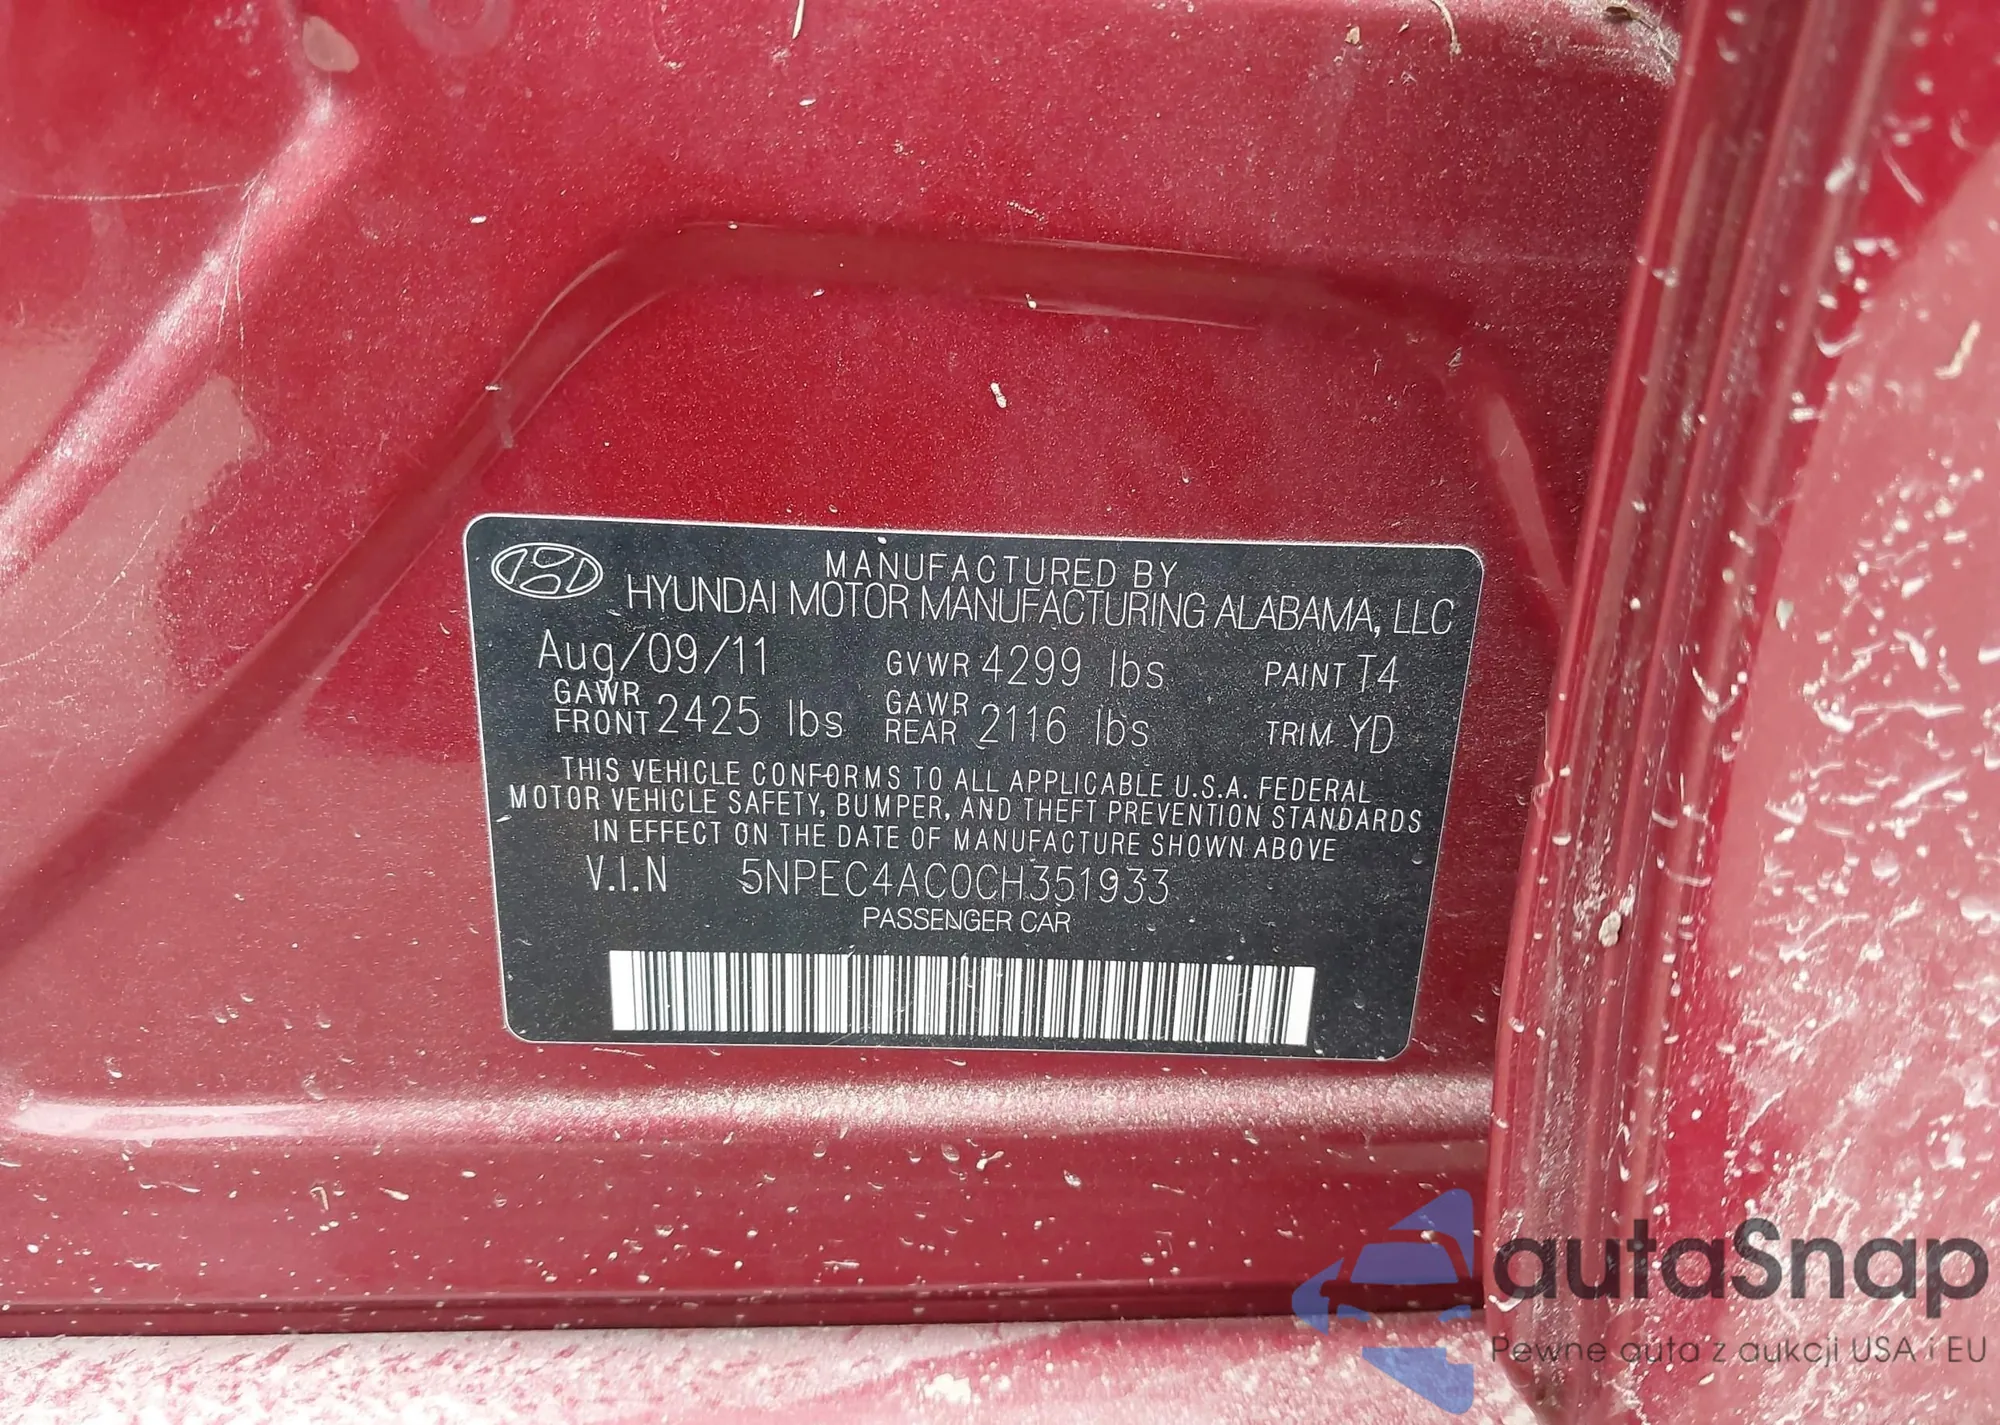 MANUFACTURED BY
HYUNDAI MOTOR MANUFACTURING ALABAMA, LLC
Aug/09/11 GVWR 4299 lbs PAINT T4
GAWR FRONT 2425 lbs GAWR REAR 2116 lbs TRIM YD
THIS VEHICLE CONFORMS TO ALL APPLICABLE U.S.A. FEDERAL
MOTOR VEHICLE SAFETY, BUMPER, AND THEFT PREVENTION STANDARDS
IN EFFECT ON THE DATE OF MANUFACTURE SHOWN ABOVE
V.I.N 5NPEC4AC0CH351933
PASSENGER CAR
autaSnap
Pewne auta z aukcji USA i EU